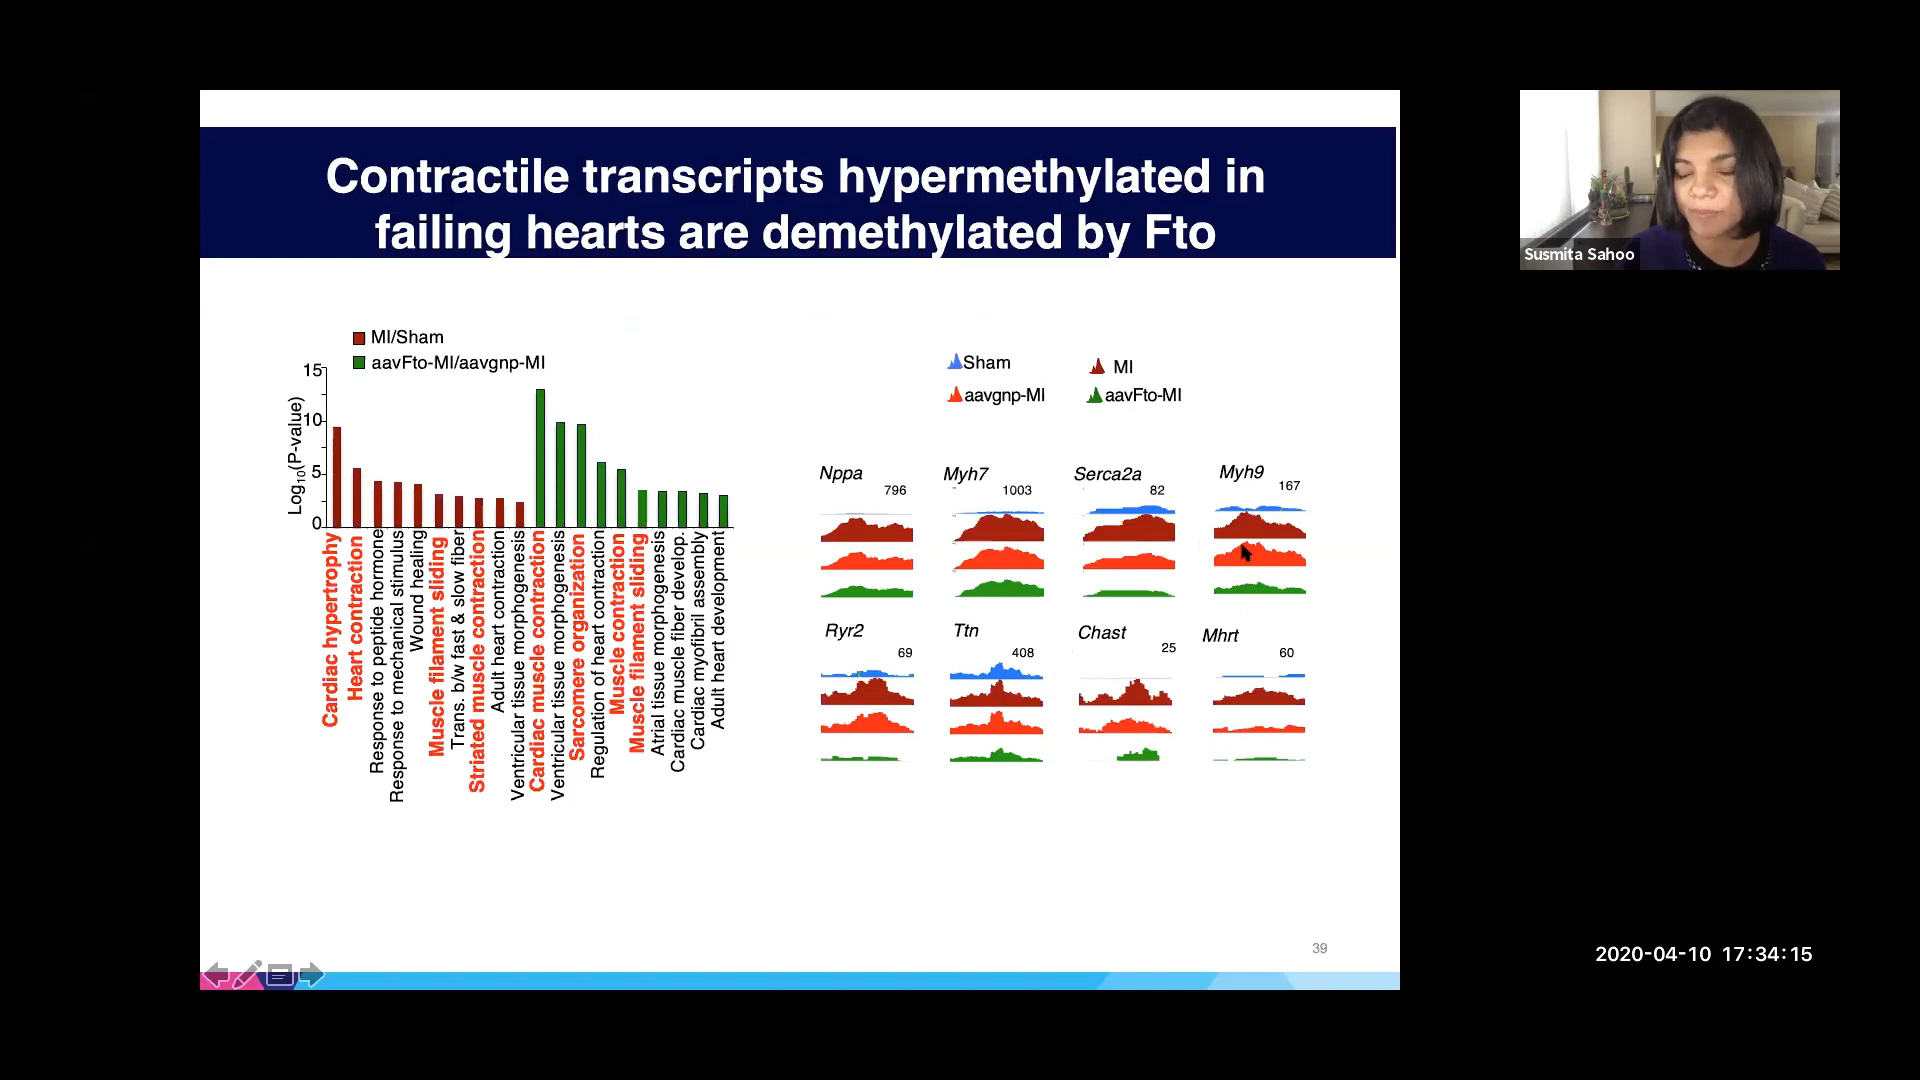 Contractile transcripts hypermethylated in
failing hearts are demethylated by Fto
Susmita Sahoo
MI/Sham
aavFto-MI/aavgnp-MI
15
10
5
0
Log10(P-value)
Cardiac hypertrophy
Heart contraction
Response to peptide hormone
Response to mechanical stimulus
Wound healing
Muscle filament sliding
Trans. b/w fast & slow fiber
Striated muscle contraction
Adult heart contraction
Ventricular tissue morphogenesis
Cardiac muscle contraction
Ventricular tissue morphogenesis
Sarcomere organization
Regulation of heart contraction
Muscle contraction
Muscle filament sliding
Atrial tissue morphogenesis
Cardiac muscle fiber develop.
Cardiac myofibril assembly
Adult heart development
Sham
MI
aavgnp-MI
aavFto-MI
Nppa
796
Myh7
1003
Serca2a
82
Myh9
167
Ryr2
69
Ttn
408
Chast
25
Mhrt
60
39
2020-04-10 17:34:15